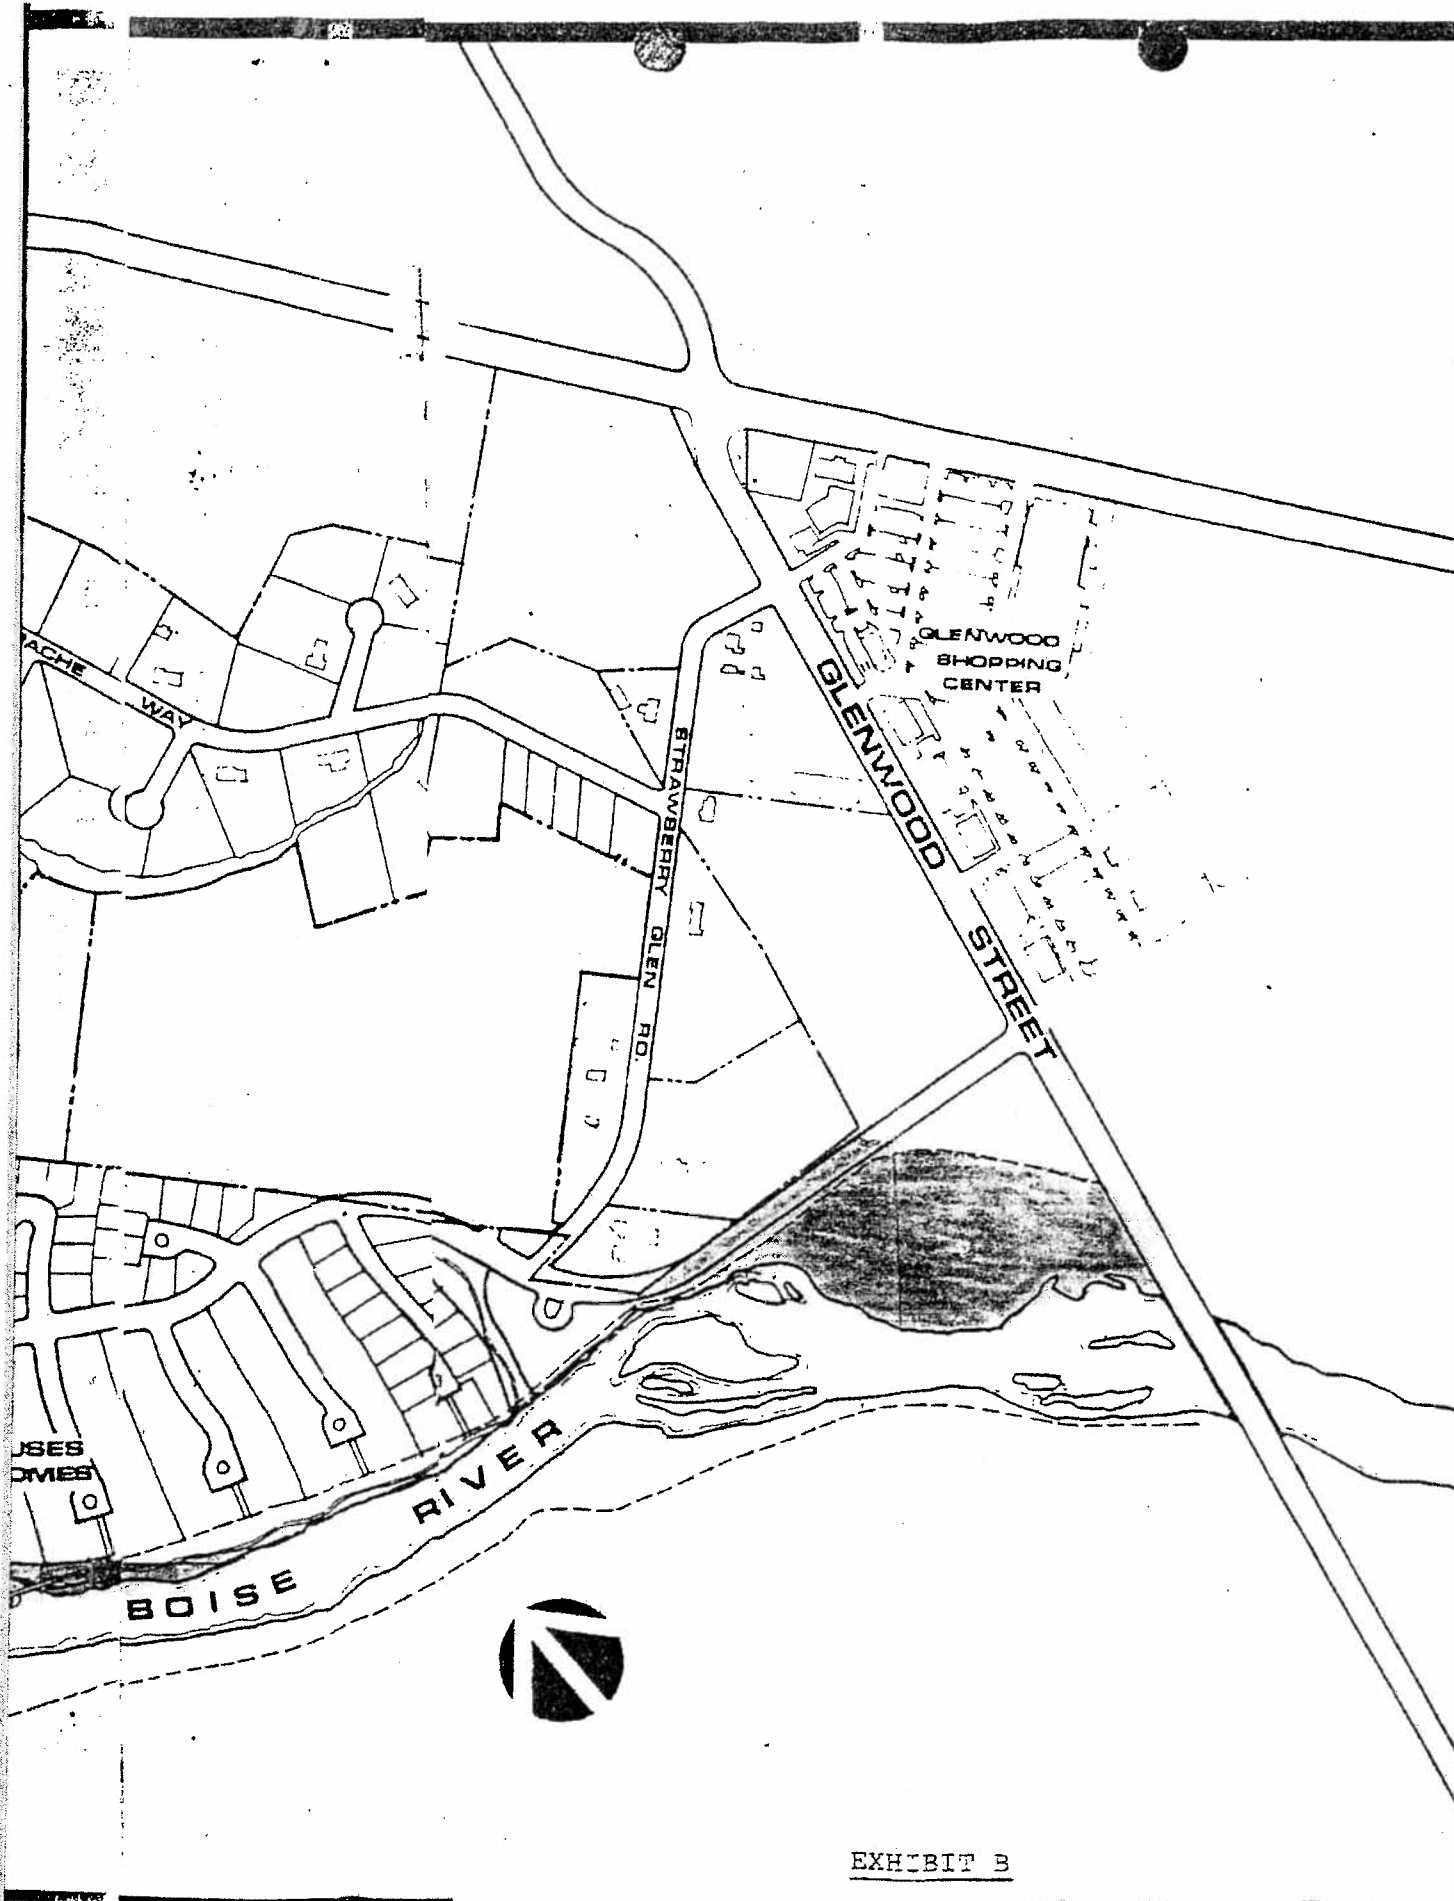 GLENWOOD
SHOPPING
CENTER
ACHE WAY
GLENWOOD STREET
STRAWBERRY GLEN RD.
USES
OMES
BOISE RIVER
EXHIBIT B